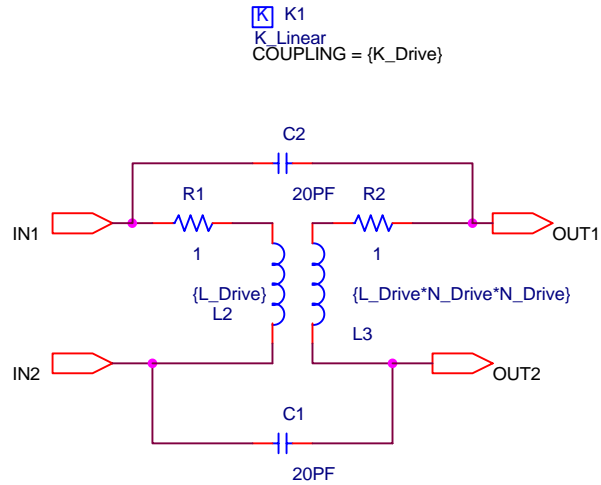 K K1
K_Linear
COUPLING = {K_Drive}
C2
20PF
R1
R2
IN1
OUT1
1
1
{L_Drive}
{L_Drive*N_Drive*N_Drive}
L2
L3
IN2
OUT2
C1
20PF